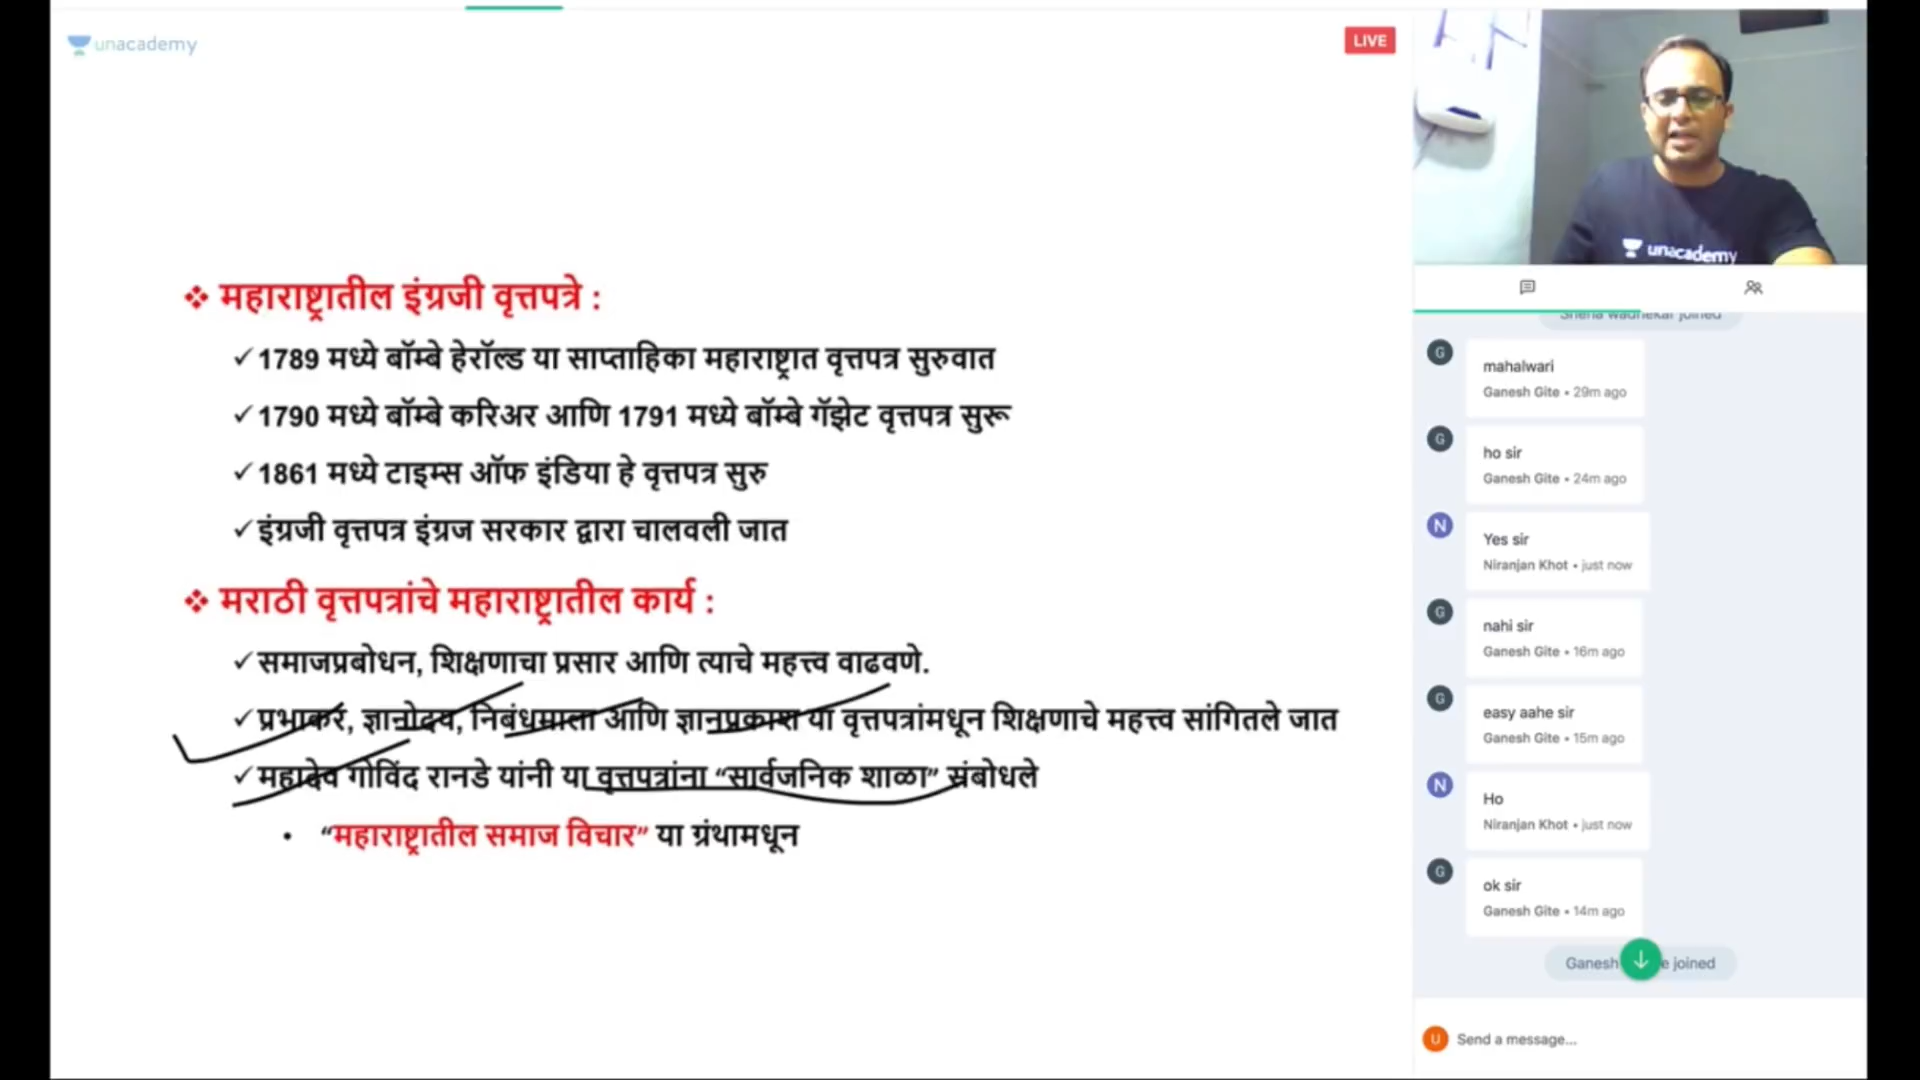 unacademy
LIVE
❖ महाराष्ट्रातील इंग्रजी वृत्तपत्रे :
✓ 1789 मध्ये बॉम्बे हेरॉल्ड या साप्ताहिका महाराष्ट्रात वृत्तपत्र सुरुवात
✓ 1790 मध्ये बॉम्बे करिअर आणि 1791 मध्ये बॉम्बे गॅझेट वृत्तपत्र सुरू
✓ 1861 मध्ये टाइम्स ऑफ इंडिया हे वृत्तपत्र सुरु
✓ इंग्रजी वृत्तपत्र इंग्रज सरकार द्वारा चालवली जात
❖ मराठी वृत्तपत्रांचे महाराष्ट्रातील कार्य :
✓ समाजप्रबोधन, शिक्षणाचा प्रसार आणि त्याचे महत्त्व वाढवणे.
✓ प्रभाकर, ज्ञानोदय, निबंधमाला आणि ज्ञानप्रकाश या वृत्तपत्रांमधून शिक्षणाचे महत्त्व सांगितले जात
✓ महादेव गोविंद रानडे यांनी या वृत्तपत्रांना “सार्वजनिक शाळा” संबोधले
• “महाराष्ट्रातील समाज विचार” या ग्रंथामधून
unacademy
joined
G
mahalwari
Ganesh Gite • 29m ago
G
ho sir
Ganesh Gite • 24m ago
N
Yes sir
Niranjan Khot • just now
G
nahi sir
Ganesh Gite • 16m ago
G
easy aahe sir
Ganesh Gite • 15m ago
N
Ho
Niranjan Khot • just now
G
ok sir
Ganesh Gite • 14m ago
Ganesh joined
U
Send a message...